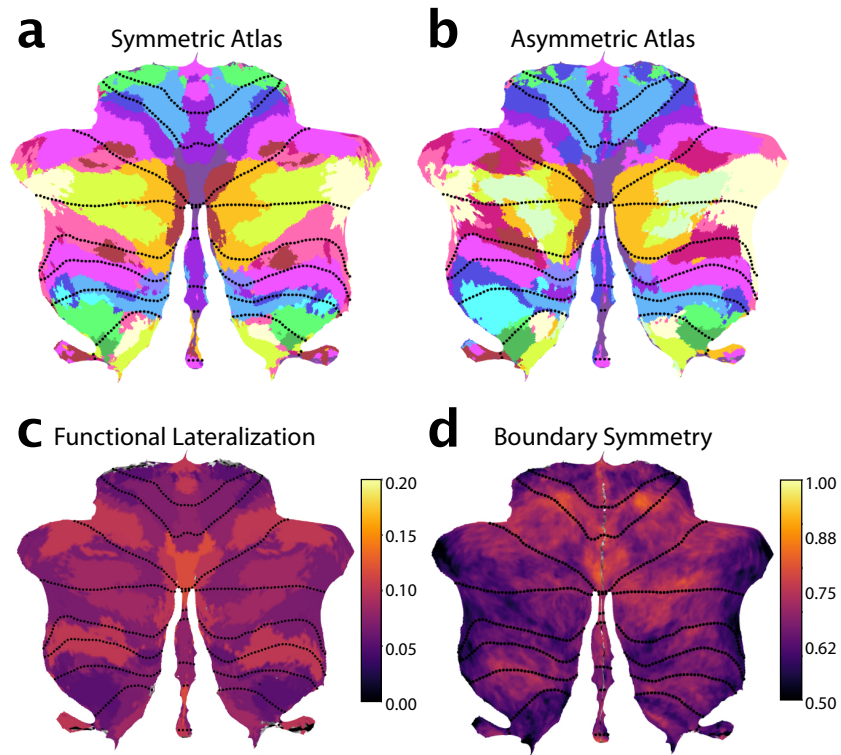 a
Symmetric Atlas
b
Asymmetric Atlas
c
Functional Lateralization
0.20
0.15
0.10
0.05
0.00
d
Boundary Symmetry
1.00
0.88
0.75
0.62
0.50